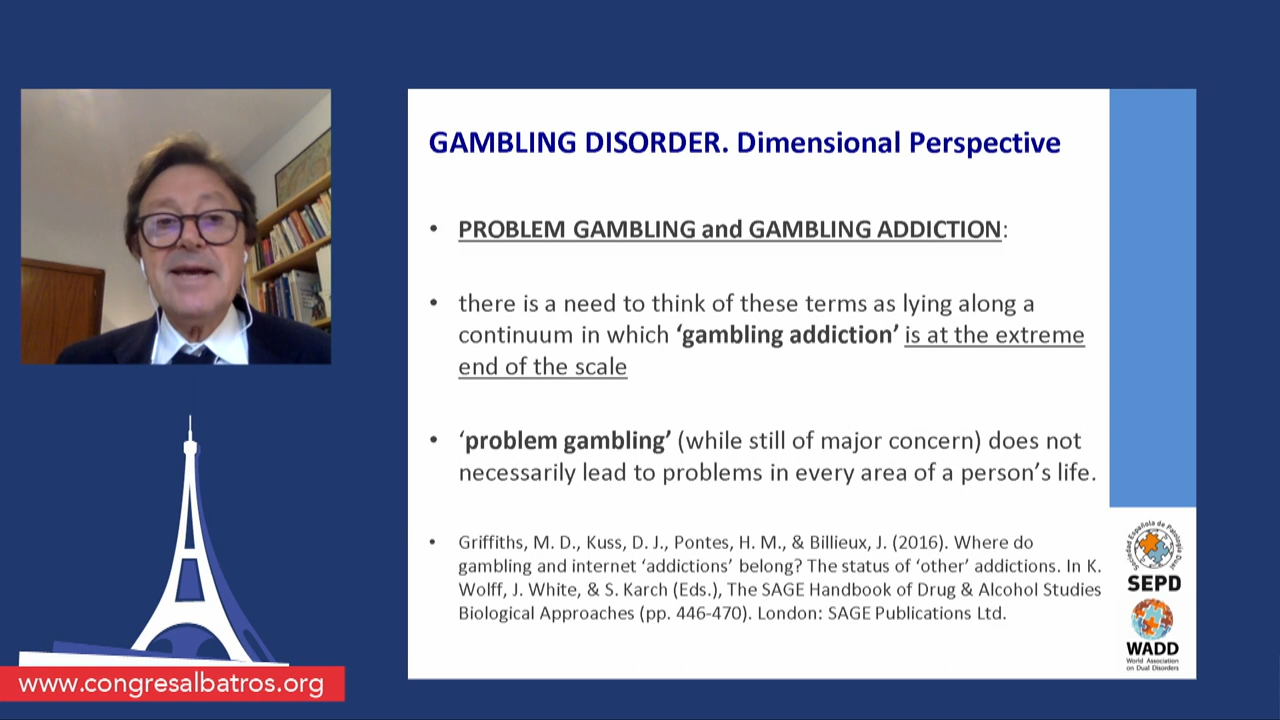 GAMBLING DISORDER. Dimensional Perspective
• PROBLEM GAMBLING and GAMBLING ADDICTION:
• there is a need to think of these terms as lying along a
continuum in which ‘gambling addiction’ is at the extreme
end of the scale
• ‘problem gambling’ (while still of major concern) does not
necessarily lead to problems in every area of a person’s life.
• Griffiths, M. D., Kuss, D. J., Pontes, H. M., & Billieux, J. (2016). Where do
gambling and internet ‘addictions’ belong? The status of ‘other’ addictions. In K.
Wolff, J. White, & S. Karch (Eds.), The SAGE Handbook of Drug & Alcohol Studies
Biological Approaches (pp. 446-470). London: SAGE Publications Ltd.
Sociedad Española de Patología Dual
SEPD
WADD
World Association
on Dual Disorders
www.congresalbatros.org